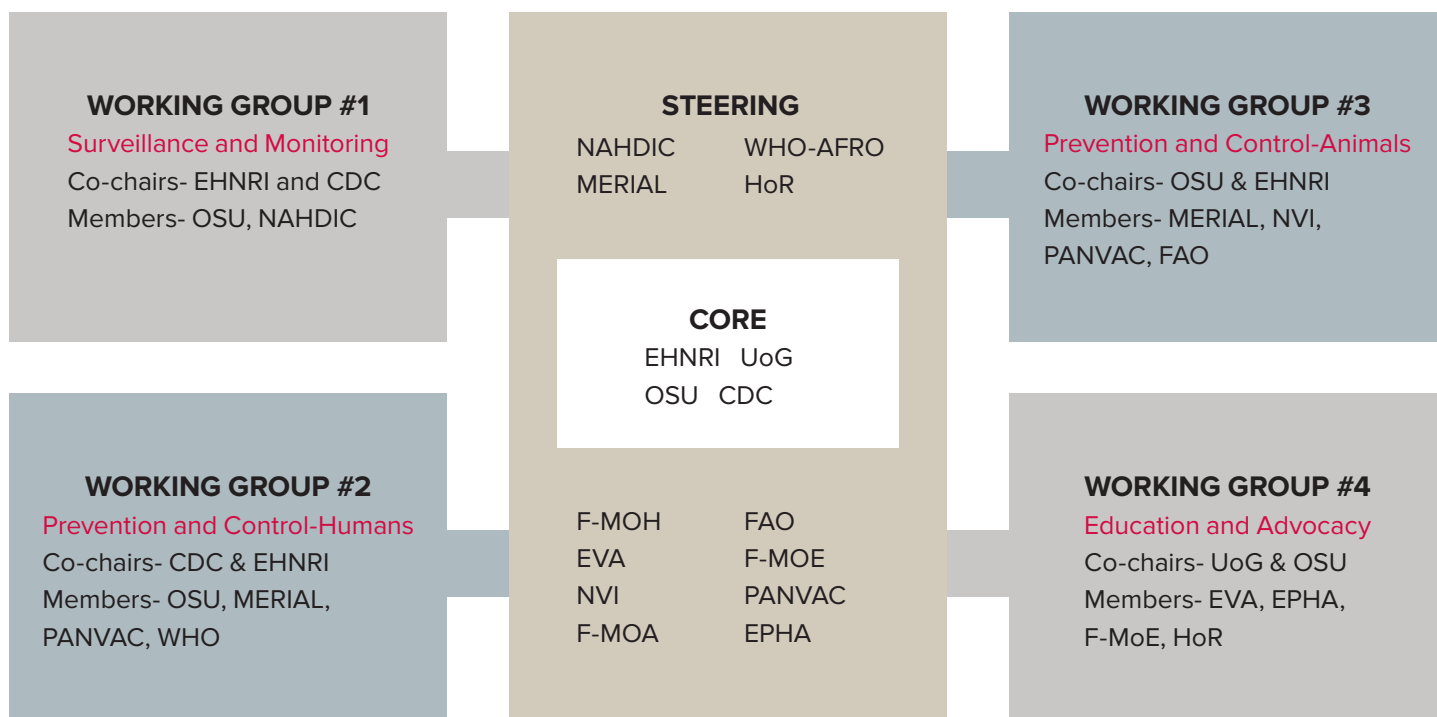 WORKING GROUP #1
Surveillance and Monitoring
Co-chairs- EHNRI and CDC
Members- OSU, NAHDIC
WORKING GROUP #2
Prevention and Control-Humans
Co-chairs- CDC & EHNRI
Members- OSU, MERIAL,
PANVAC, WHO
STEERING
NAHDIC WHO-AFRO
MERIAL HoR
CORE
EHNRI UoG
OSU CDC
F-MOH FAO
EVA F-MOE
NVI PANVAC
F-MOA EPHA
WORKING GROUP #3
Prevention and Control-Animals
Co-chairs- OSU & EHNRI
Members- MERIAL, NVI,
PANVAC, FAO
WORKING GROUP #4
Education and Advocacy
Co-chairs- UoG & OSU
Members- EVA, EPHA,
F-MoE, HoR